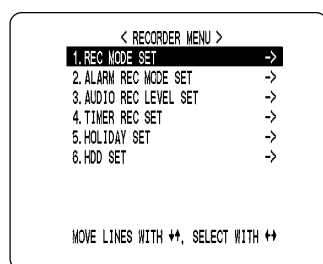 < RECORDER MENU >
1.REC MODE SET ->
2.ALARM REC MODE SET ->
3.AUDIO REC LEVEL SET ->
4.TIMER REC SET ->
5.HOLIDAY SET ->
6.HDD SET ->
MOVE LINES WITH ↓↑, SELECT WITH ←→